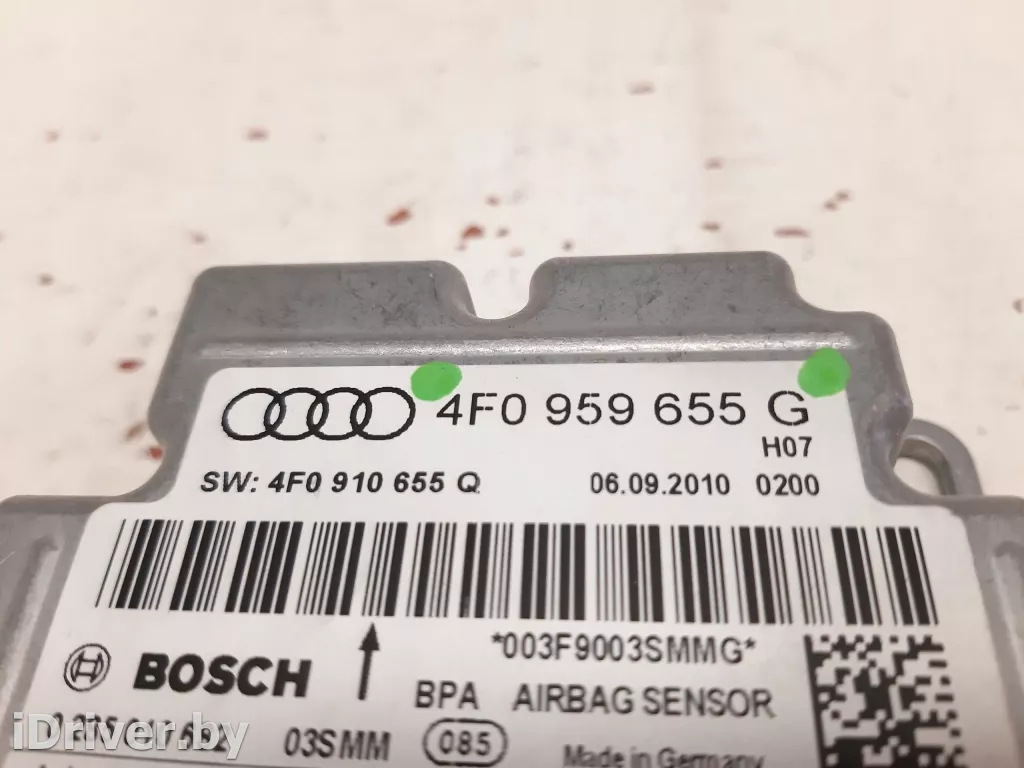 4F0 959 655 G
H07
SW: 4F0 910 655 Q 06.09.2010 0200
*003F9003SMMG*
BOSCH BPA AIRBAG SENSOR
03SMM 085 Made in Germany
iDriver.by